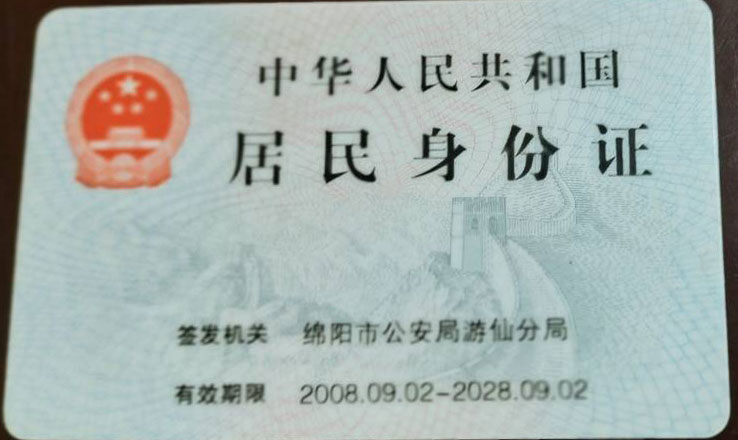 中华人民共和国
居民身份证
签发机关 绵阳市公安局游仙分局
有效期限 2008.09.02-2028.09.02